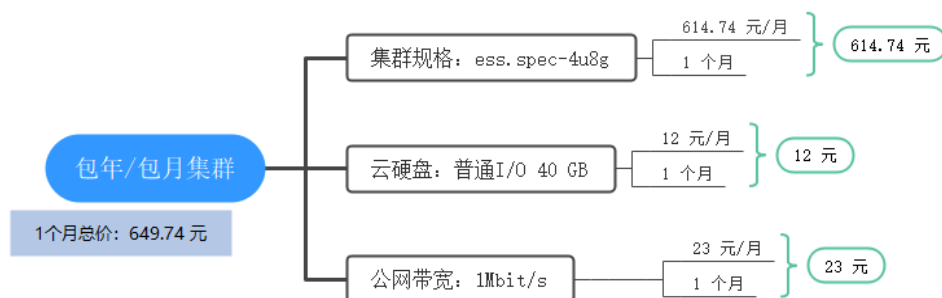 包年/包月集群
1个月总价：649.74 元
集群规格：ess.spec-4u8g
614.74 元/月
1 个月
614.74 元
云硬盘：普通I/O 40 GB
12 元/月
1 个月
12 元
公网带宽：1Mbit/s
23 元/月
1 个月
23 元